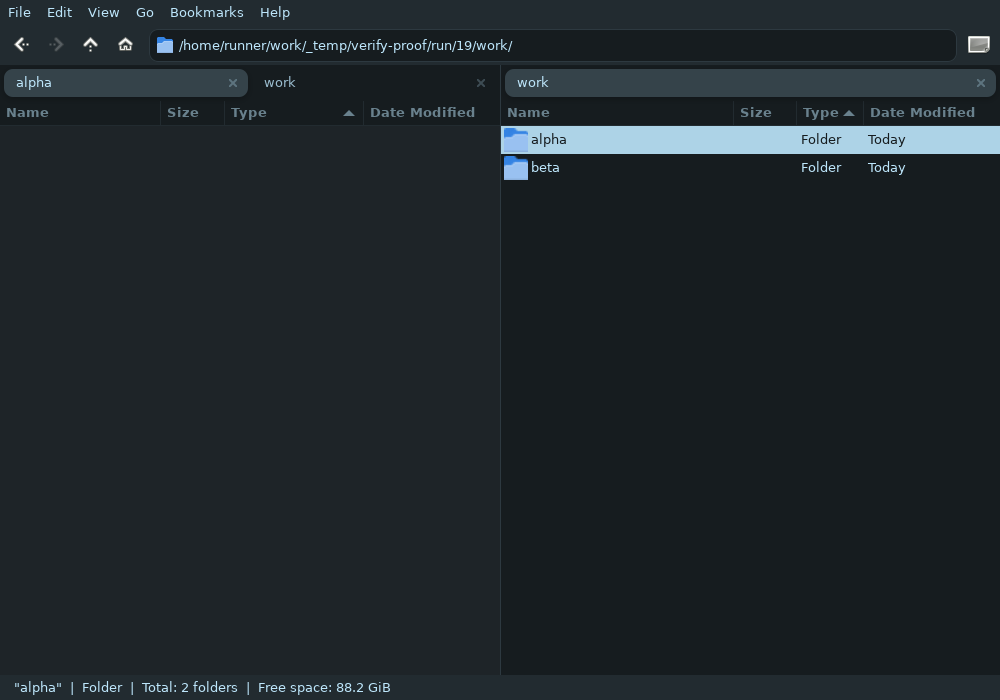 File Edit View Go Bookmarks Help
/home/runner/work/_temp/verify-proof/run/19/work/
alpha work work
Name Size Type Date Modified Name Size Type Date Modified
alpha Folder Today
beta Folder Today
"alpha" | Folder | Total: 2 folders | Free space: 88.2 GiB